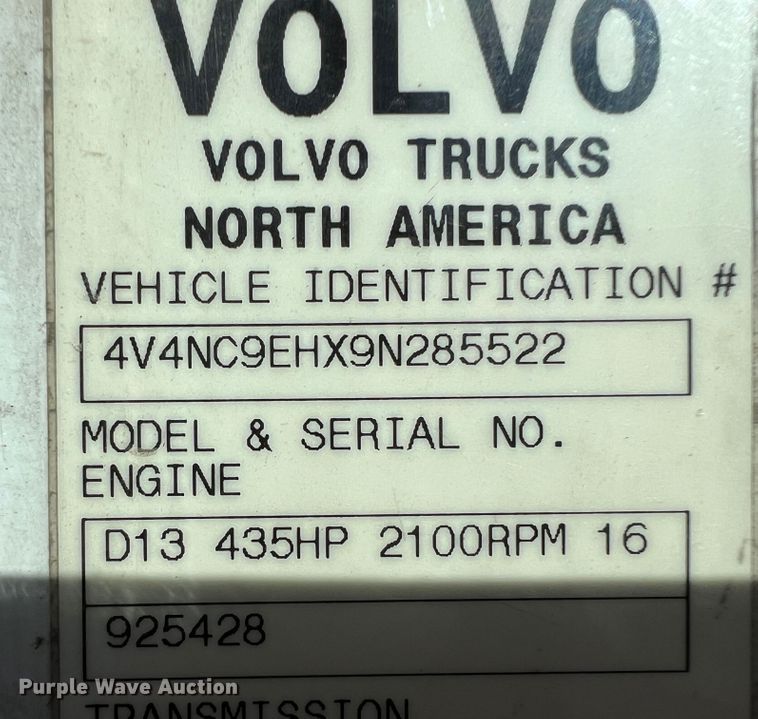 VOLVO
VOLVO TRUCKS
NORTH AMERICA
VEHICLE IDENTIFICATION #
4V4NC9EHX9N285522
MODEL & SERIAL NO.
ENGINE
D13 435HP 2100RPM 16
925428
Purple Wave Auction
TRANSMISSION